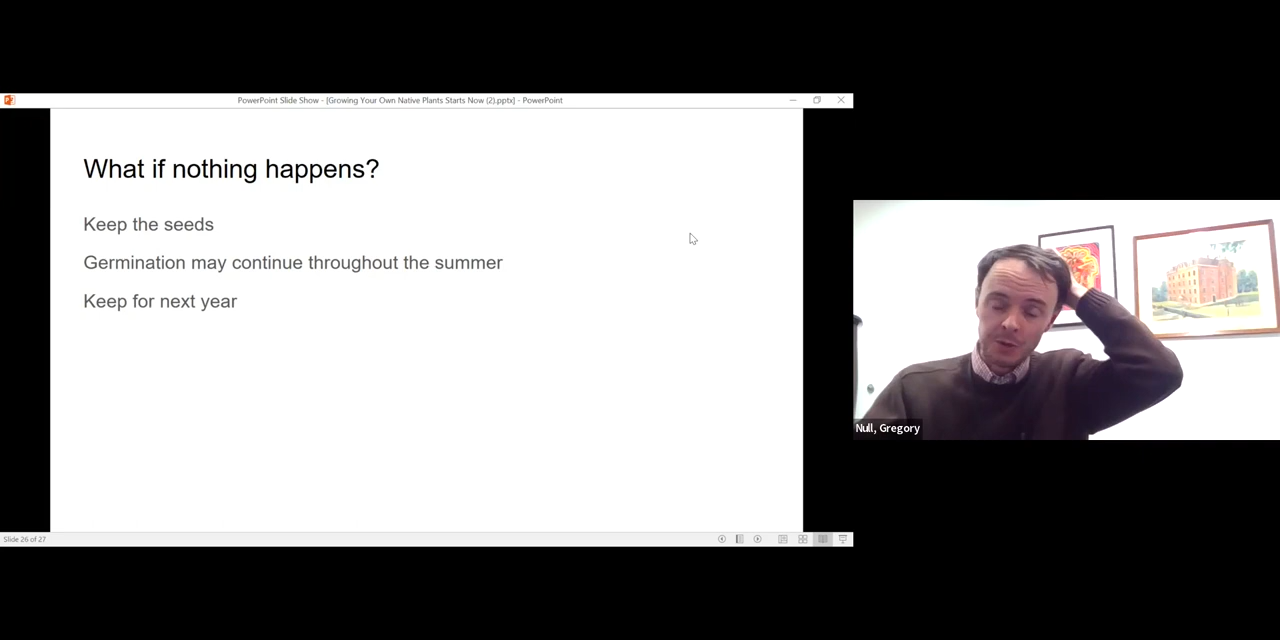 PowerPoint Slide Show - [Growing Your Own Native Plants Starts Now (2).pptx] - PowerPoint
What if nothing happens?
Keep the seeds
Germination may continue throughout the summer
Keep for next year
Null, Gregory
Slide 26 of 27